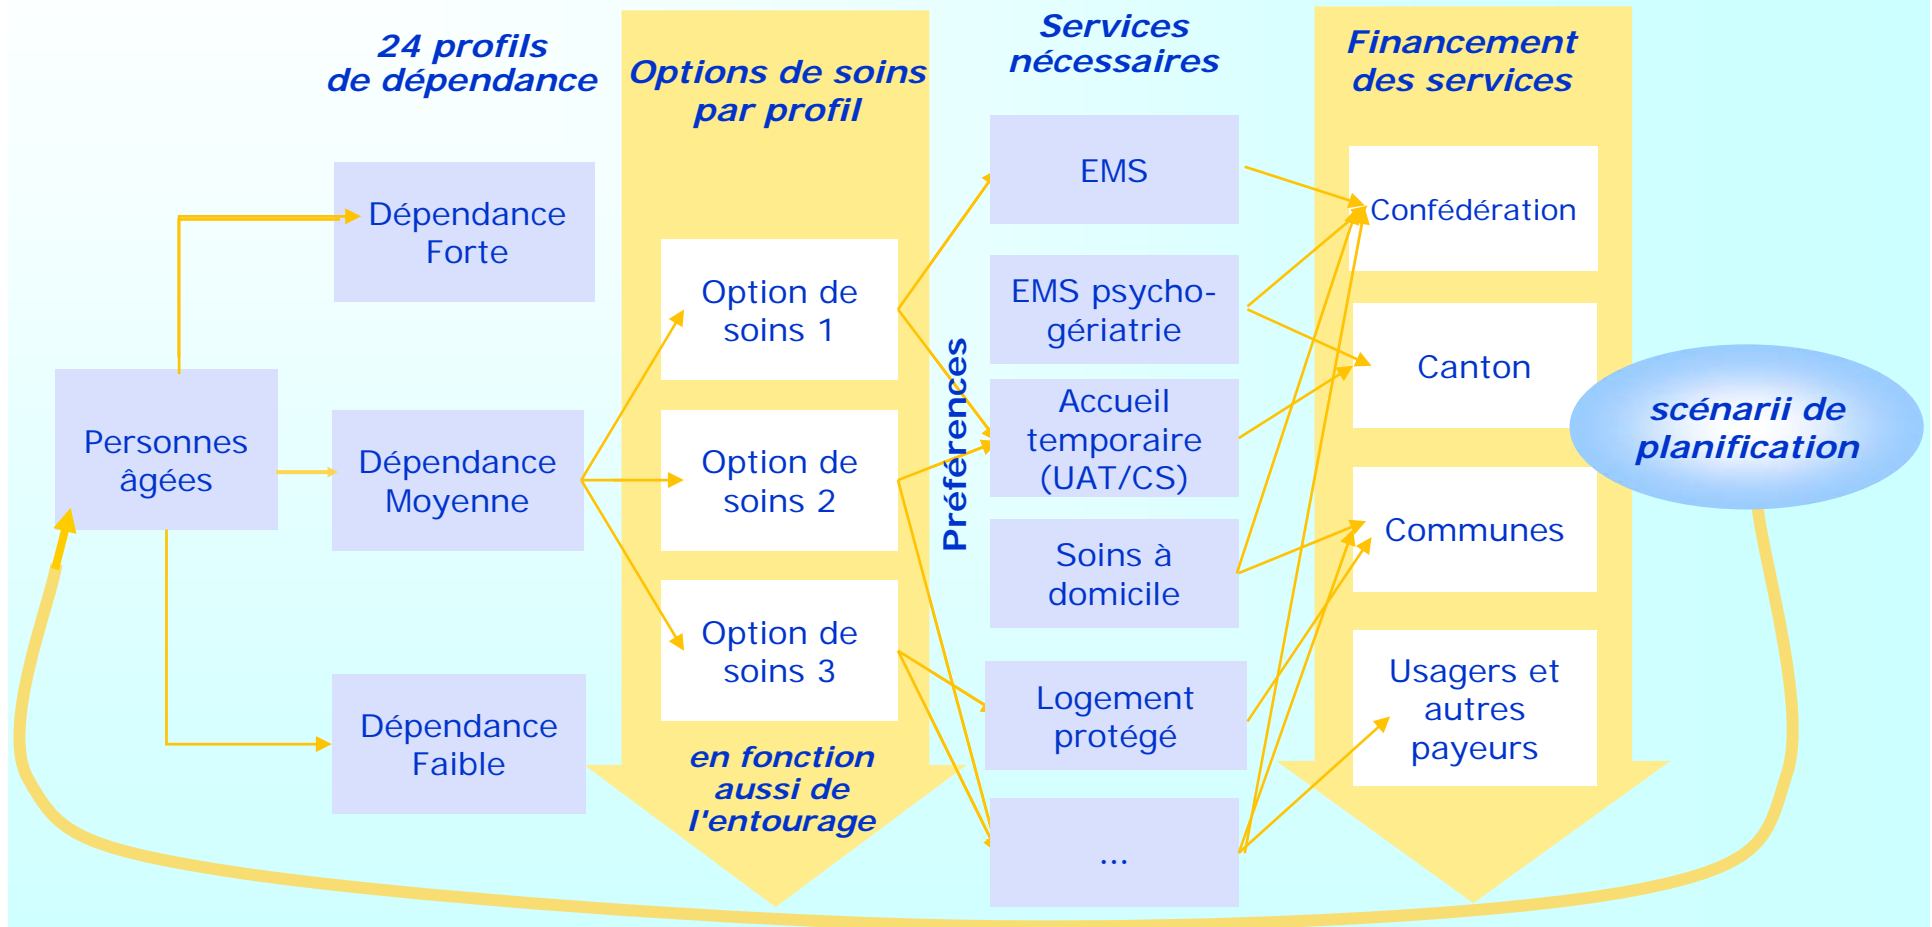 24 profils
de dépendance
Options de soins
par profil
Services
nécessaires
Financement
des services
Personnes
âgées
Dépendance
Forte
Dépendance
Moyenne
Dépendance
Faible
Option de
soins 1
Option de
soins 2
Option de
soins 3
en fonction
aussi de
l'entourage
Préférences
EMS
EMS psycho-
gériatrie
Accueil
temporaire
(UAT/CS)
Soins à
domicile
Logement
protégé
...
Confédération
Canton
Communes
Usagers et
autres
payeurs
scénarii de
planification